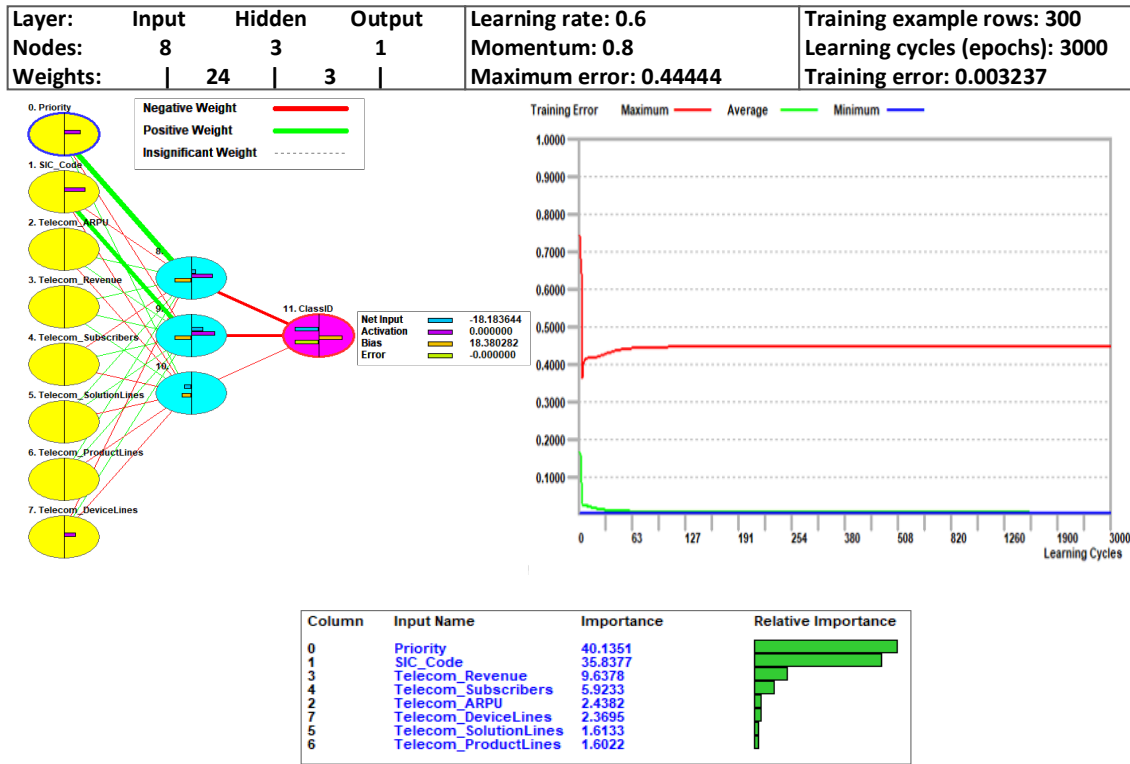 Layer: Input Hidden Output
Nodes: 8 3 1
Weights: | 24 | 3 |
Learning rate: 0.6
Momentum: 0.8
Maximum error: 0.44444
Training example rows: 300
Learning cycles (epochs): 3000
Training error: 0.003237
0. Priority
1. SIC_Code
2. Telecom_ARPU
3. Telecom_Revenue
4. Telecom_Subscribers
5. Telecom_SolutionLines
6. Telecom_ProductLines
7. Telecom_DeviceLines
Negative Weight
Positive Weight
Insignificant Weight
8.
9.
10.
11. ClassID
Net Input -18.183644
Activation 0.000000
Bias 18.380282
Error -0.000000
Training Error Maximum Average Minimum
1.0000
0.9000
0.8000
0.7000
0.6000
0.5000
0.4000
0.3000
0.2000
0.1000
0 63 127 191 254 380 508 820 1260 1900 3000
Learning Cycles
Column Input Name Importance Relative Importance
0 Priority 40.1351
1 SIC_Code 35.8377
3 Telecom_Revenue 9.6378
4 Telecom_Subscribers 5.9233
2 Telecom_ARPU 2.4382
7 Telecom_DeviceLines 2.3695
5 Telecom_SolutionLines 1.6133
6 Telecom_ProductLines 1.6022